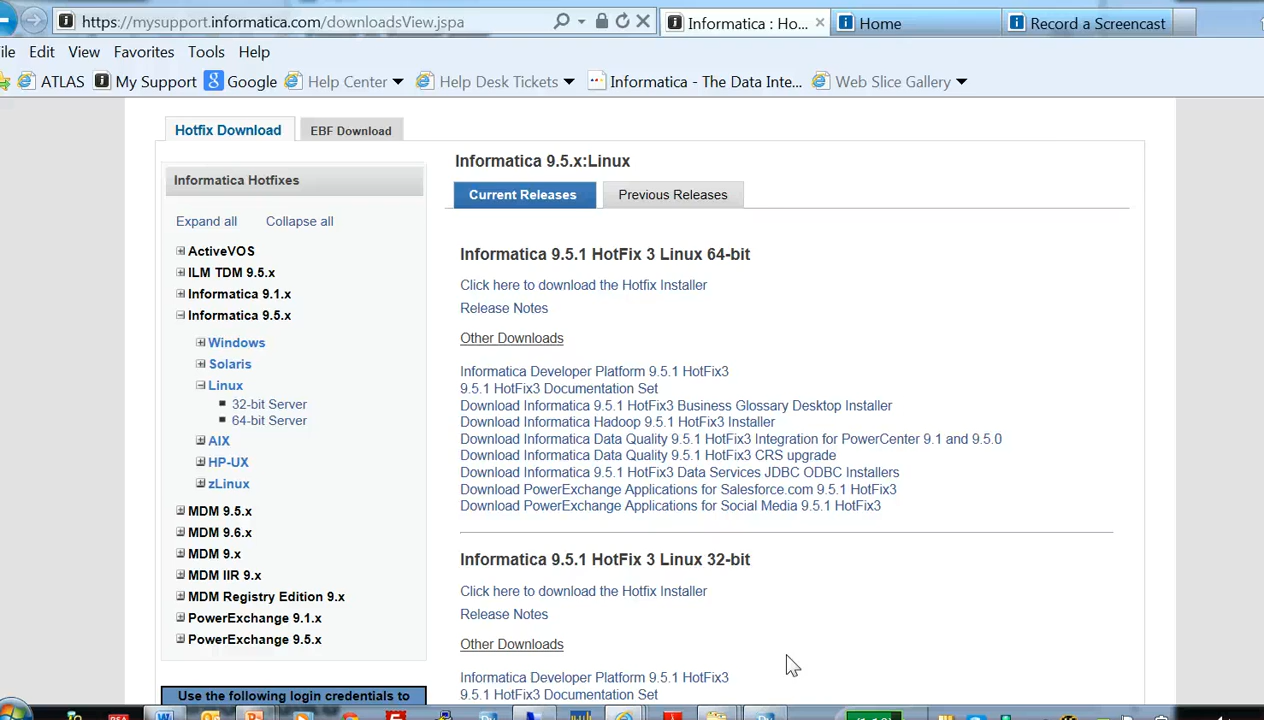 https://mysupport.informatica.com/downloadsView.jspa
Informatica : Ho...
Home
Record a Screencast
Edit View Favorites Tools Help
ATLAS My Support Google Help Center Help Desk Tickets Informatica - The Data Inte... Web Slice Gallery
Hotfix Download
EBF Download
Informatica Hotfixes
Expand all Collapse all
ActiveVOS
ILM TDM 9.5.x
Informatica 9.1.x
Informatica 9.5.x
Windows
Solaris
Linux
32-bit Server
64-bit Server
AIX
HP-UX
zLinux
MDM 9.5.x
MDM 9.6.x
MDM 9.x
MDM IIR 9.x
MDM Registry Edition 9.x
PowerExchange 9.1.x
PowerExchange 9.5.x
Use the following login credentials to
Informatica 9.5.x:Linux
Current Releases
Previous Releases
Informatica 9.5.1 HotFix 3 Linux 64-bit
Click here to download the Hotfix Installer
Release Notes
Other Downloads
Informatica Developer Platform 9.5.1 HotFix3
9.5.1 HotFix3 Documentation Set
Download Informatica 9.5.1 HotFix3 Business Glossary Desktop Installer
Download Informatica Hadoop 9.5.1 HotFix3 Installer
Download Informatica Data Quality 9.5.1 HotFix3 Integration for PowerCenter 9.1 and 9.5.0
Download Informatica Data Quality 9.5.1 HotFix3 CRS upgrade
Download Informatica 9.5.1 HotFix3 Data Services JDBC ODBC Installers
Download PowerExchange Applications for Salesforce.com 9.5.1 HotFix3
Download PowerExchange Applications for Social Media 9.5.1 HotFix3
Informatica 9.5.1 HotFix 3 Linux 32-bit
Click here to download the Hotfix Installer
Release Notes
Other Downloads
Informatica Developer Platform 9.5.1 HotFix3
9.5.1 HotFix3 Documentation Set